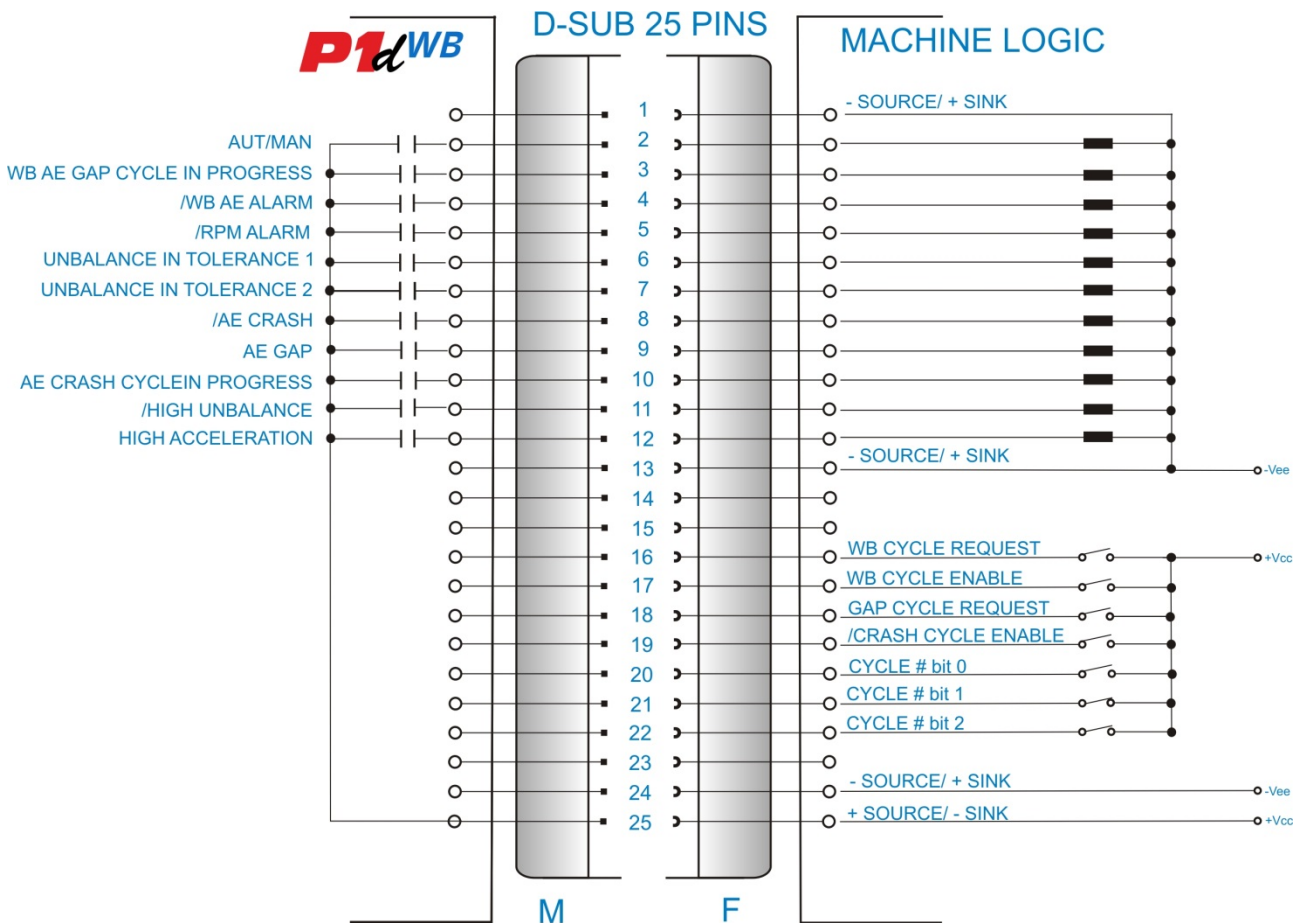 D-SUB 25 PINS
P1dWB
MACHINE LOGIC
1 - SOURCE/ + SINK
AUT/MAN 2
WB AE GAP CYCLE IN PROGRESS 3
/WB AE ALARM 4
/RPM ALARM 5
UNBALANCE IN TOLERANCE 1 6
UNBALANCE IN TOLERANCE 2 7
/AE CRASH 8
AE GAP 9
AE CRASH CYCLEIN PROGRESS 10
/HIGH UNBALANCE 11
HIGH ACCELERATION 12
13 - SOURCE/ + SINK -Vee
14
15
16 WB CYCLE REQUEST +Vcc
17 WB CYCLE ENABLE
18 GAP CYCLE REQUEST
19 /CRASH CYCLE ENABLE
20 CYCLE # bit 0
21 CYCLE # bit 1
22 CYCLE # bit 2
23
24 - SOURCE/ + SINK -Vee
25 + SOURCE/ - SINK +Vcc
M F